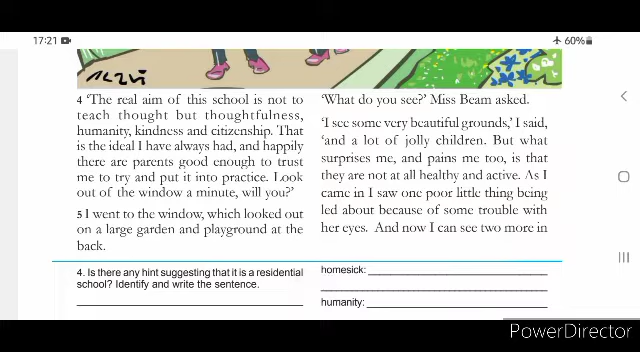 17:21
60%
4 ‘The real aim of this school is not to
teach thought but thoughtfulness,
humanity, kindness and citizenship. That
is the ideal I have always had, and happily
there are parents good enough to trust
me to try and put it into practice. Look
out of the window a minute, will you?’
5 I went to the window, which looked out
on a large garden and playground at the
back.
‘What do you see?’ Miss Beam asked.
‘I see some very beautiful grounds,’ I said,
‘and a lot of jolly children. But what
surprises me, and pains me too, is that
they are not at all healthy and active. As I
came in I saw one poor little thing being
led about because of some trouble with
her eyes. And now I can see two more in
4. Is there any hint suggesting that it is a residential
school? Identify and write the sentence.
homesick:
humanity:
PowerDirector